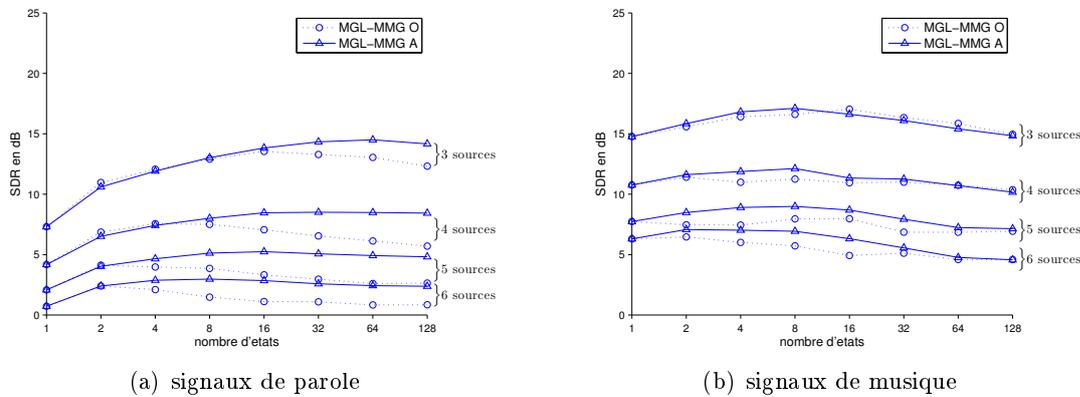 25
20
15
10
5
0
SDR en dB
MGL−MMG O
MGL−MMG A
3 sources
4 sources
5 sources
6 sources
1 2 4 8 16 32 64 128
nombre d'etats
(a) signaux de parole
25
20
15
10
5
0
SDR en dB
MGL−MMG O
MGL−MMG A
3 sources
4 sources
5 sources
6 sources
1 2 4 8 16 32 64 128
nombre d'etats
(b) signaux de musique